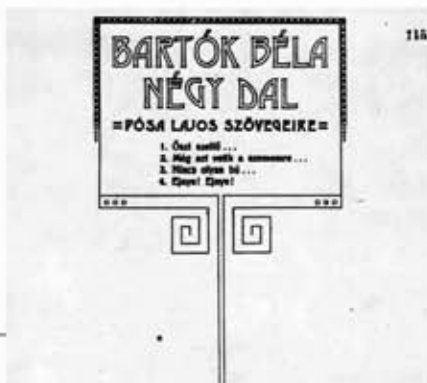 BARTÓK BÉLA
NÉGY DAL
=PÓSA LAJOS SZÖVEGEIRE=
1. Őszi szellő...
2. Még azt vetik a szememre...
3. Nincs olyan bú...
4. Ejnye! Ejnye!